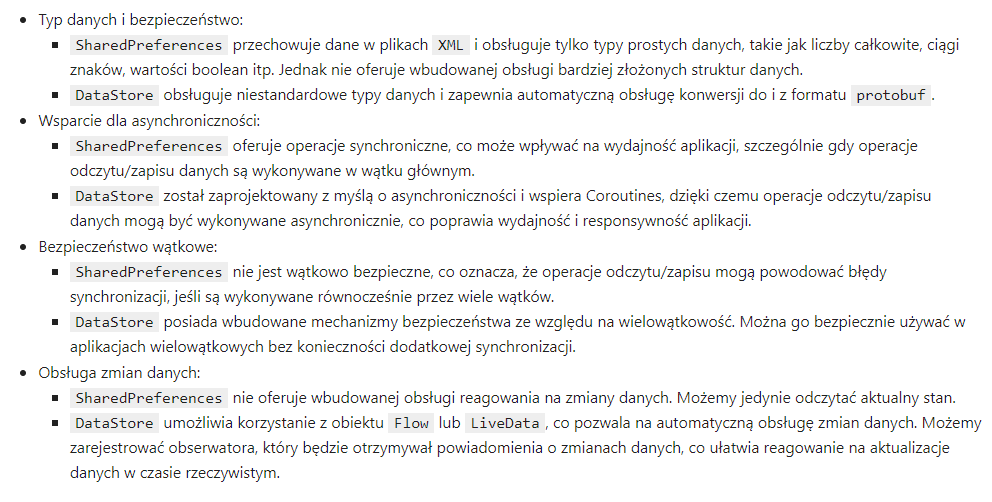 Typ danych i bezpieczeństwo:
SharedPreferences przechowuje dane w plikach XML i obsługuje tylko typy prostych danych, takie jak liczby całkowite, ciągi
znaków, wartości boolean itp. Jednak nie oferuje wbudowanej obsługi bardziej złożonych struktur danych.
DataStore obsługuje niestandardowe typy danych i zapewnia automatyczną obsługę konwersji do i z formatu protobuf.
Wsparcie dla asynchroniczności:
SharedPreferences oferuje operacje synchroniczne, co może wpływać na wydajność aplikacji, szczególnie gdy operacje
odczytu/zapisu danych są wykonywane w wątku głównym.
DataStore został zaprojektowany z myślą o asynchroniczności i wspiera Coroutines, dzięki czemu operacje odczytu/zapisu
danych mogą być wykonywane asynchronicznie, co poprawia wydajność i responsywność aplikacji.
Bezpieczeństwo wątkowe:
SharedPreferences nie jest wątkowo bezpieczne, co oznacza, że operacje odczytu/zapisu mogą powodować błędy
synchronizacji, jeśli są wykonywane równocześnie przez wiele wątków.
DataStore posiada wbudowane mechanizmy bezpieczeństwa ze względu na wielowątkowość. Można go bezpiecznie używać w
aplikacjach wielowątkowych bez konieczności dodatkowej synchronizacji.
Obsługa zmian danych:
SharedPreferences nie oferuje wbudowanej obsługi reagowania na zmiany danych. Możemy jedynie odczytać aktualny stan.
DataStore umożliwia korzystanie z obiektu Flow lub LiveData, co pozwala na automatyczną obsługę zmian danych. Możemy
zarejestrować obserwatora, który będzie otrzymywał powiadomienia o zmianach danych, co ułatwia reagowanie na aktualizacje
danych w czasie rzeczywistym.